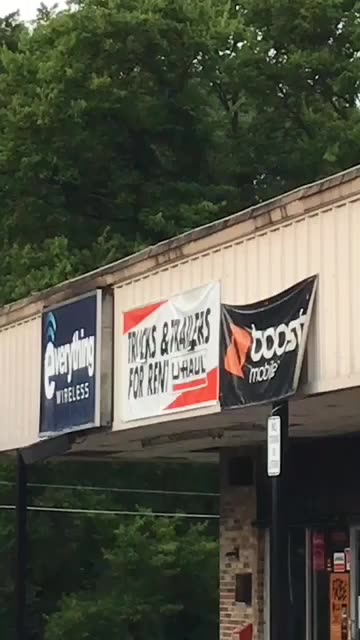 everything
WIRELESS
TRUCKS & TRAILERS
FOR RENT U-HAUL
boost
mobile